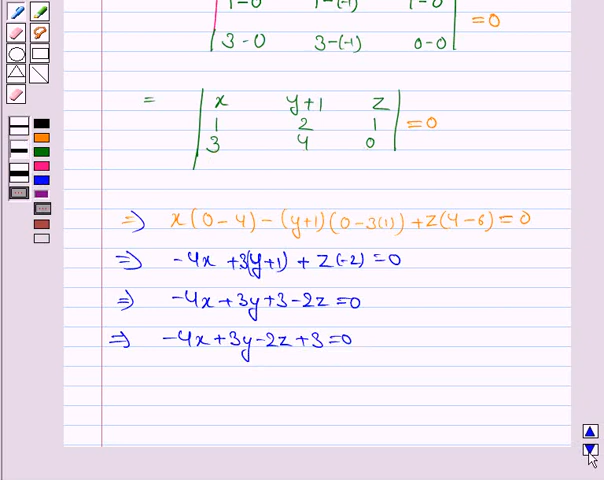 1-0 1-(-1) 1-0
3-0 3-(-1) 0-0 =0
= x y+1 z
1 2 1 =0
3 4 0
⇒ x(0-4)-(y+1)(0-3(1))+z(4-6)=0
⇒ -4x+3(y+1)+z(-2)=0
⇒ -4x+3y+3-2z=0
⇒ -4x+3y-2z+3=0